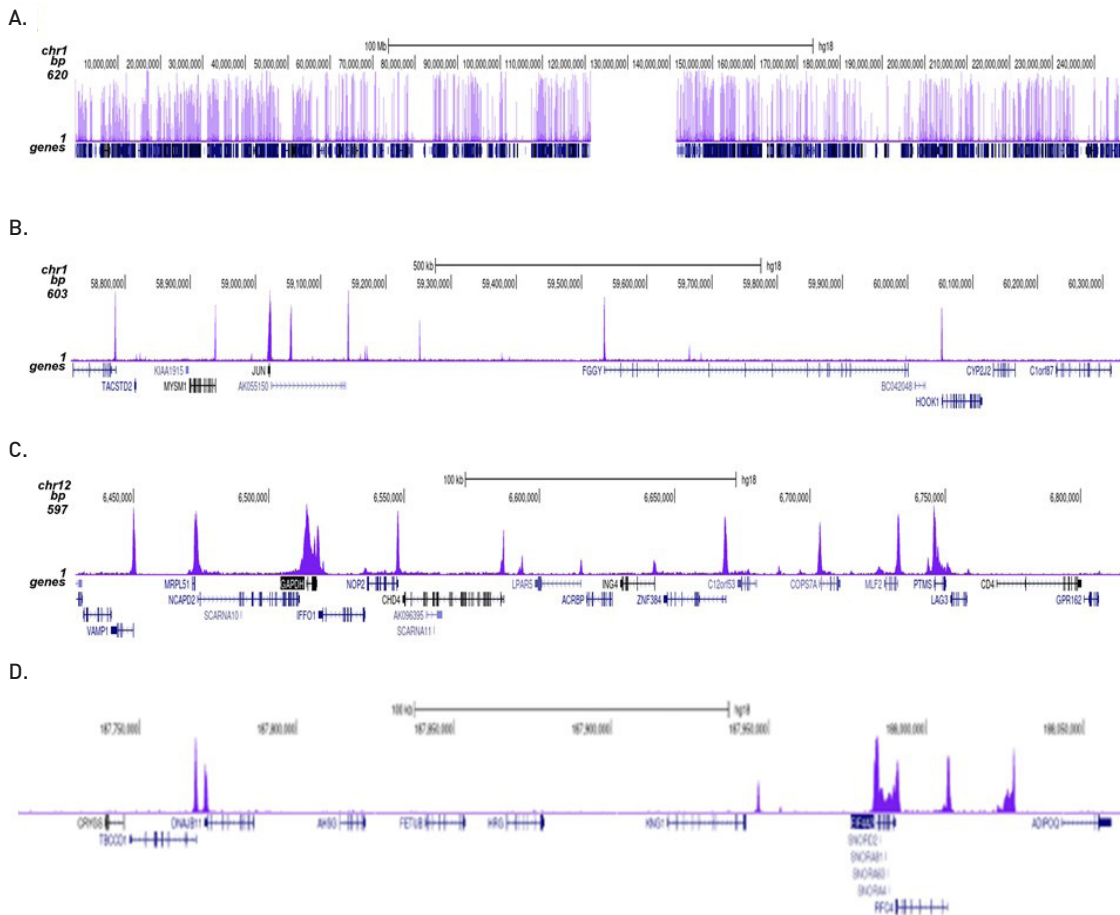 A.
100 Mb hg18
chr1
bp 10,000,000 20,000,000 30,000,000 40,000,000 50,000,000 60,000,000 70,000,000 80,000,000 90,000,000 100,000,000 110,000,000 120,000,000 130,000,000 140,000,000 150,000,000 160,000,000 170,000,000 180,000,000 190,000,000 200,000,000 210,000,000 220,000,000 230,000,000 240,000,000
620
1
genes
B.
500 kb hg18
chr1
bp 58,800,000 58,900,000 59,000,000 59,100,000 59,200,000 59,300,000 59,400,000 59,500,000 59,600,000 59,700,000 59,800,000 59,900,000 60,000,000 60,100,000 60,200,000 60,300,000
603
1
genes KIAA1915 JUN FGGY CYP2J2 C1orf87
TACSTD2 MYSM1 AK055150 BC042048
HOOK1
C.
100 kb hg18
chr12
bp 6,450,000 6,500,000 6,550,000 6,600,000 6,650,000 6,700,000 6,750,000 6,800,000
597
1
genes MRPL51 GAPDH NOP2 LPAR5 ING4 C12orf53 COPS7A MLF2 PTMS CD4
NCAPD2 CHD4 ACRBP ZNF384 LAG3 GPR162
SCARNA10 IFFO1 AK096395
VAMP1 SCARNA11
D.
100 kb hg18
187,750,000 187,800,000 187,850,000 187,900,000 187,950,000 188,000,000 188,050,000
CRYGS DNAJB11 AHSG FETUB HRG KNG1 EIF4A2 ADIPOQ
TBCCD1 SNORD2
SNORA81
SNORA63
SNORA4
RFC4